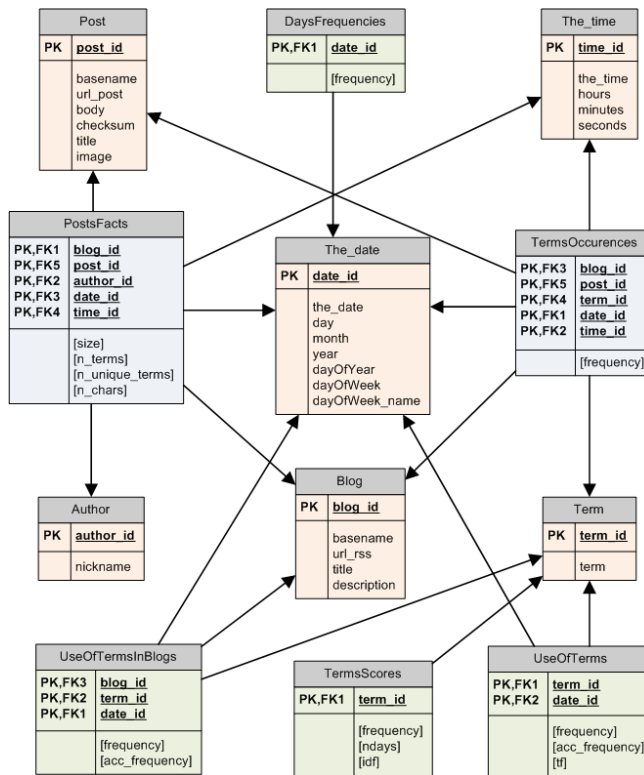 Post
PK post_id
basename
url_post
body
checksum
title
image
DaysFrequencies
PK,FK1 date_id
[frequency]
The_time
PK time_id
the_time
hours
minutes
seconds
PostsFacts
PK,FK1 blog_id
PK,FK5 post_id
PK,FK2 author_id
PK,FK3 date_id
PK,FK4 time_id
[size]
[n_terms]
[n_unique_terms]
[n_chars]
The_date
PK date_id
the_date
day
month
year
dayOfYear
dayOfWeek
dayOfWeek_name
TermsOccurences
PK,FK3 blog_id
PK,FK5 post_id
PK,FK4 term_id
PK,FK1 date_id
PK,FK2 time_id
[frequency]
Author
PK author_id
nickname
Blog
PK blog_id
basename
url_rss
title
description
Term
PK term_id
term
UseOfTermsInBlogs
PK,FK3 blog_id
PK,FK2 term_id
PK,FK1 date_id
[frequency]
[acc_frequency]
TermsScores
PK,FK1 term_id
[frequency]
[ndays]
[idf]
UseOfTerms
PK,FK1 term_id
PK,FK2 date_id
[frequency]
[acc_frequency]
[tf]